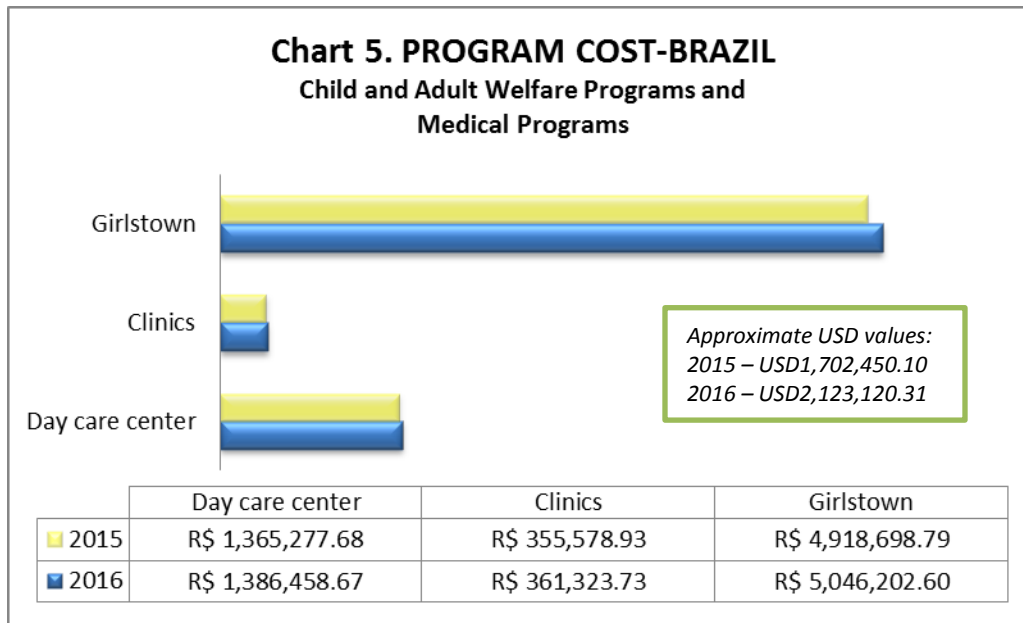 Chart 5. PROGRAM COST-BRAZIL
Child and Adult Welfare Programs and
Medical Programs
Girlstown
Clinics
Day care center
Approximate USD values:
2015 – USD1,702,450.10
2016 – USD2,123,120.31
Day care center Clinics Girlstown
2015 R$ 1,365,277.68 R$ 355,578.93 R$ 4,918,698.79
2016 R$ 1,386,458.67 R$ 361,323.73 R$ 5,046,202.60